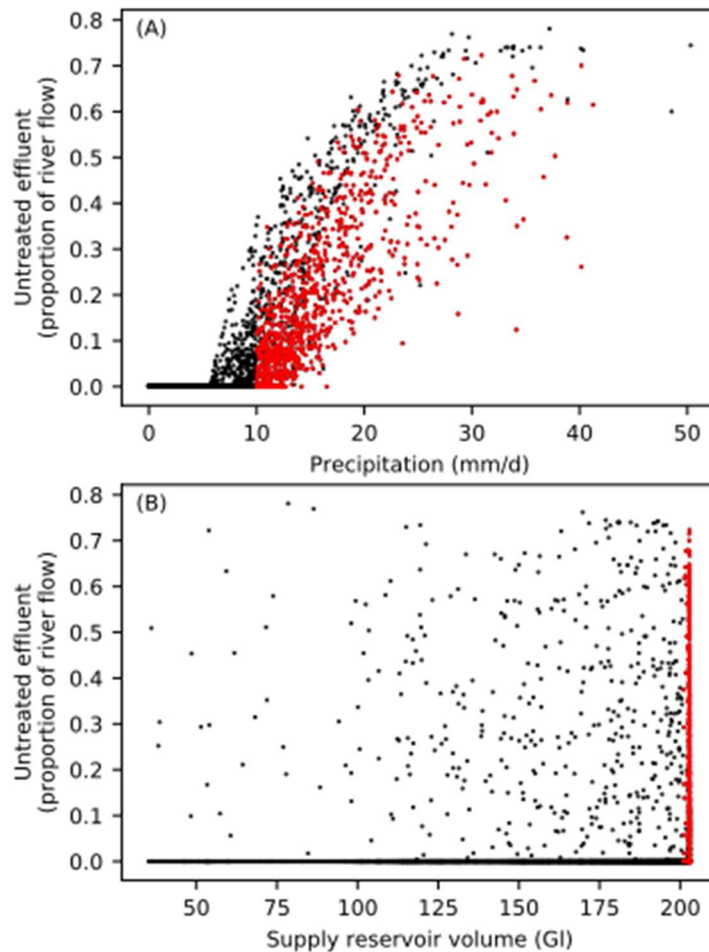 (A)
0.8
0.7
0.6
0.5
0.4
0.3
0.2
0.1
0.0
Untreated effluent
(proportion of river flow)
0 10 20 30 40 50
Precipitation (mm/d)
(B)
0.8
0.7
0.6
0.5
0.4
0.3
0.2
0.1
0.0
Untreated effluent
(proportion of river flow)
50 75 100 125 150 175 200
Supply reservoir volume (Gl)